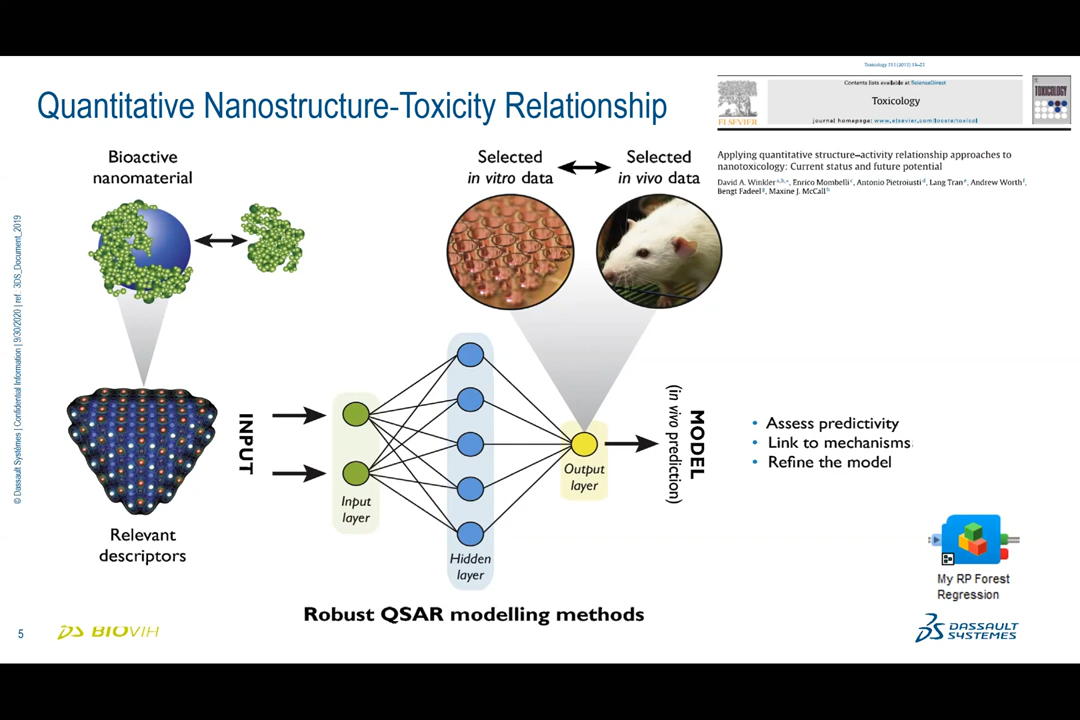 Toxicology 313 (2013) 15–23
Contents lists available at ScienceDirect
Toxicology
journal homepage: www.elsevier.com/locate/toxicol
ELSEVIER
TOXICOLOGY
Quantitative Nanostructure-Toxicity Relationship
Applying quantitative structure–activity relationship approaches to
nanotoxicology: Current status and future potential
David A. Winkler, Enrico Mombelli, Antonio Pietroiusti, Lang Tran, Andrew Worth,
Bengt Fadeel, Maxine J. McCall
Bioactive
nanomaterial
Selected
in vitro data
Selected
in vivo data
© Dassault Systèmes | Confidential Information | 9/30/2020 | ref.: 3DS_Document_2019
INPUT
Input
layer
Hidden
layer
Output
layer
MODEL
(in vivo prediction)
• Assess predictivity
• Link to mechanisms
• Refine the model
Relevant
descriptors
My RP Forest
Regression
Robust QSAR modelling methods
5
BIOVIA
DASSAULT
SYSTEMES